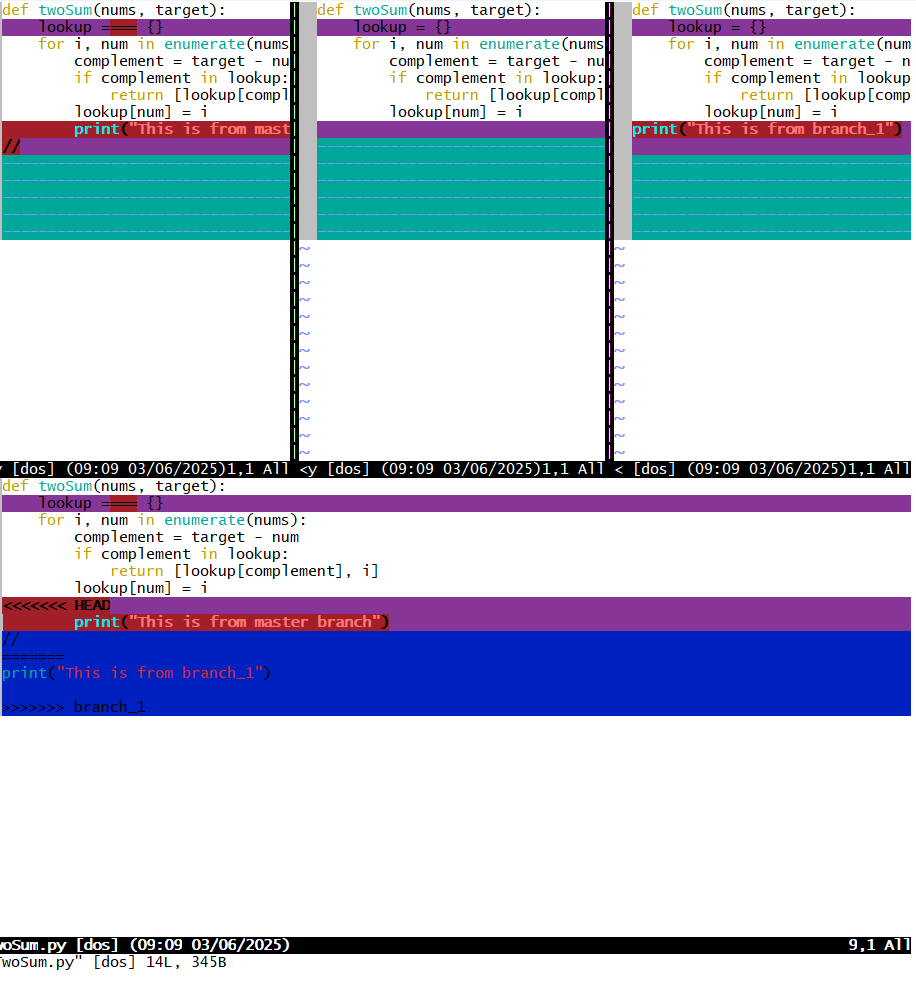 def twoSum(nums, target):
    lookup ==== {}
    for i, num in enumerate(nums
        complement = target - nu
        if complement in lookup:
            return [lookup[compl
        lookup[num] = i
        print("This is from mast
//
def twoSum(nums, target):
    lookup = {}
    for i, num in enumerate(nums
        complement = target - nu
        if complement in lookup:
            return [lookup[compl
        lookup[num] = i
~
~
~
~
~
~
~
~
~
~
~
~
~
def twoSum(nums, target):
    lookup = {}
    for i, num in enumerate(num
        complement = target - n
        if complement in lookup
            return [lookup[comp
        lookup[num] = i
print("This is from branch_1")
~
~
~
~
~
~
~
~
~
~
~
~
~
y [dos] (09:09 03/06/2025)1,1 All <y [dos] (09:09 03/06/2025)1,1 All < [dos] (09:09 03/06/2025)1,1 All
def twoSum(nums, target):
    lookup ==== {}
    for i, num in enumerate(nums):
        complement = target - num
        if complement in lookup:
            return [lookup[complement], i]
        lookup[num] = i
<<<<<<< HEAD
        print("This is from master branch")
//
=======
print("This is from branch_1")
>>>>>>> branch_1
woSum.py [dos] (09:09 03/06/2025) 9,1 All
TwoSum.py" [dos] 14L, 345B